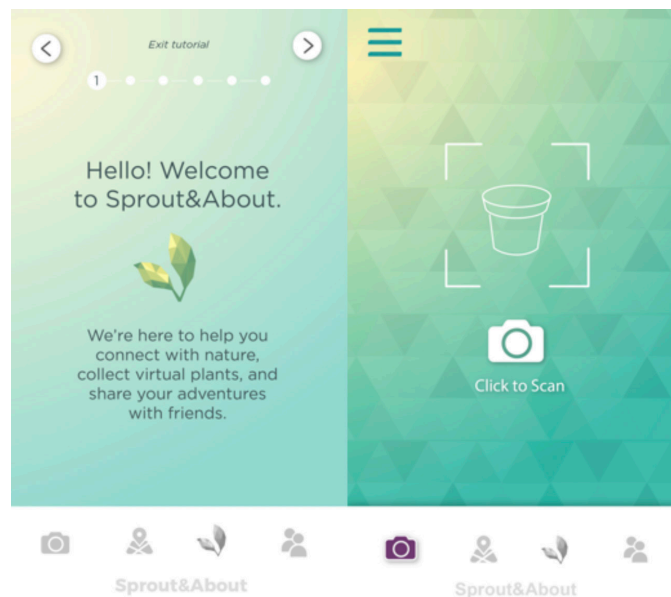 Exit tutorial
1
Hello! Welcome
to Sprout&About.
We're here to help you
connect with nature,
collect virtual plants, and
share your adventures
with friends.
Sprout&About
Click to Scan
Sprout&About